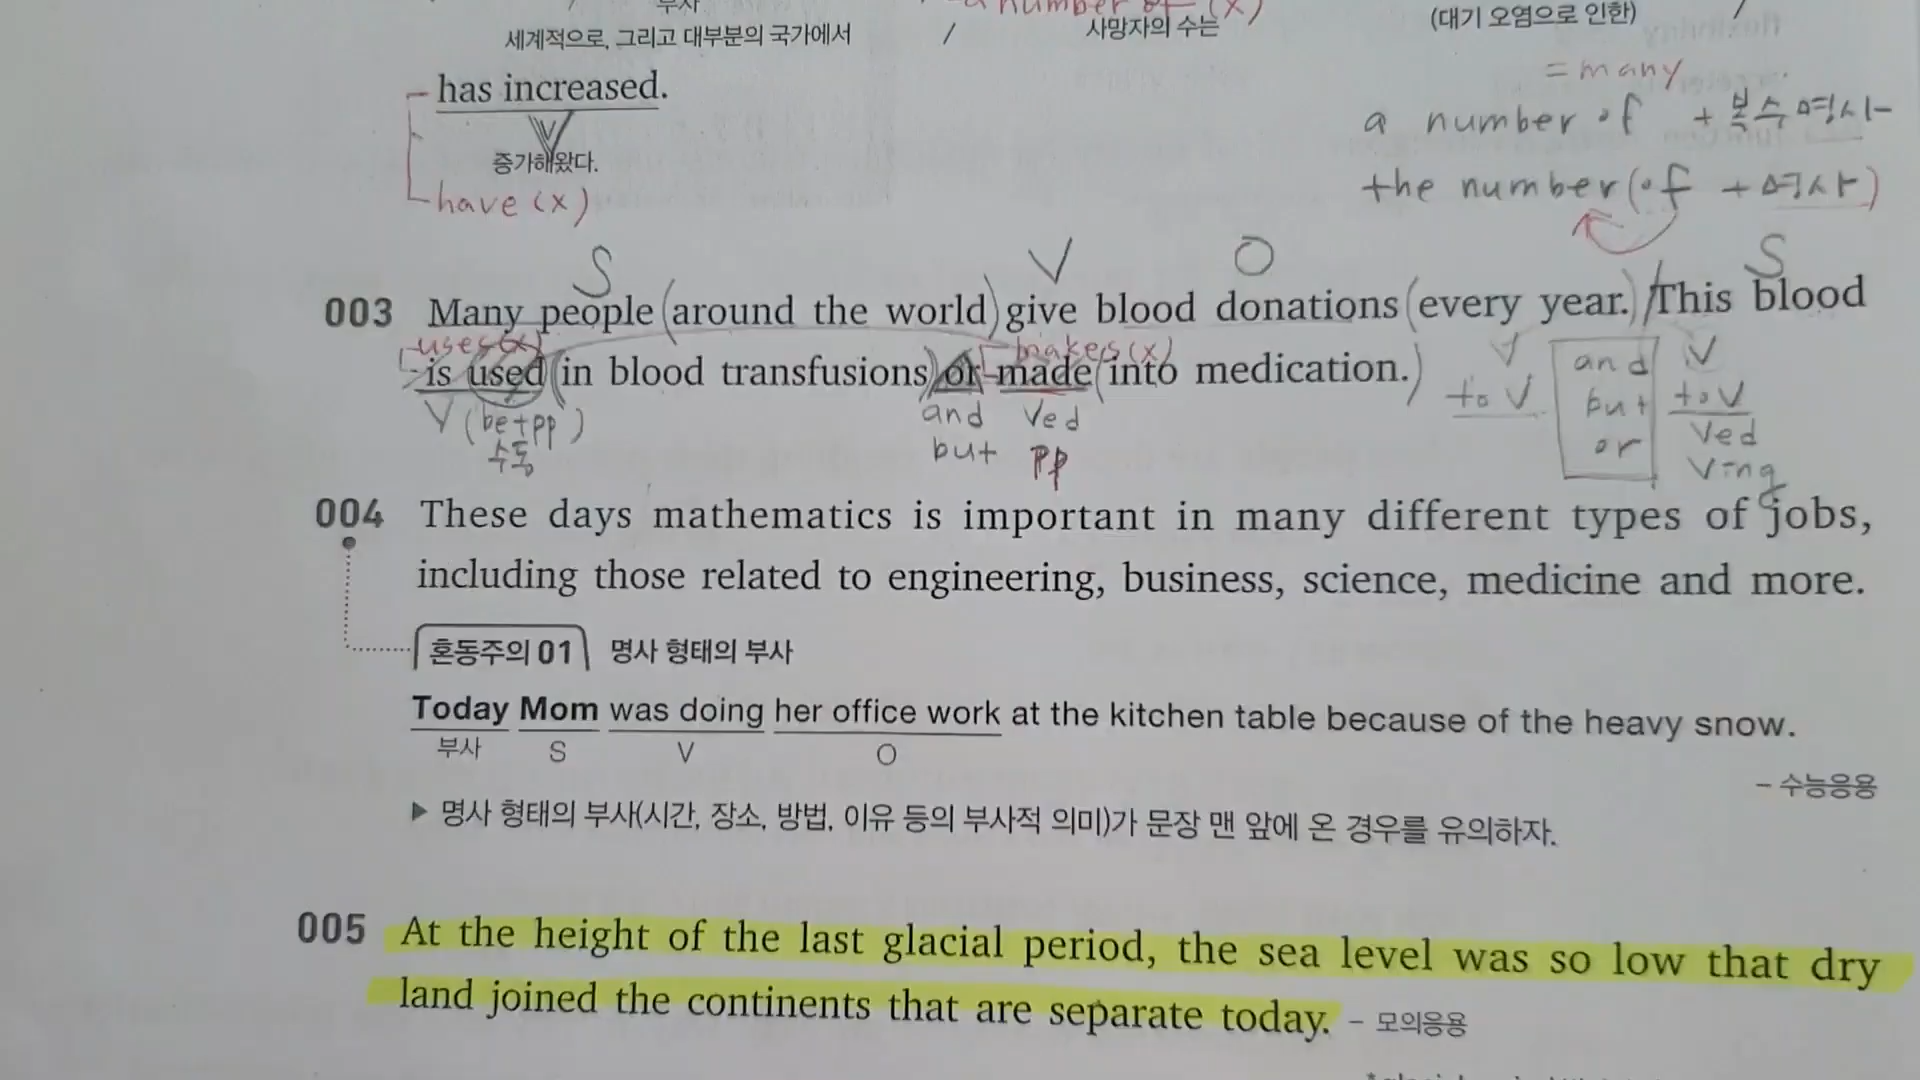 부사
a number of (x)
세계적으로, 그리고 대부분의 국가에서 / 사망자의 수는 (대기 오염으로 인한) /
has increased.
V
증가해왔다.
have (x)
= many
a number of + 복수명사
the number (of + 명사)
S V O S
003 Many people (around the world) give blood donations (every year.) / This blood
uses(x) makes(x)
is used (in blood transfusions) or made (into medication.)
V (be+pp) and Ved
수동 but pp
V and V
to V but to V
or Ved
Ving
004 These days mathematics is important in many different types of jobs,
including those related to engineering, business, science, medicine and more.
혼동주의 01 명사 형태의 부사
Today Mom was doing her office work at the kitchen table because of the heavy snow.
부사 S V O
– 수능응용
▶ 명사 형태의 부사(시간, 장소, 방법, 이유 등의 부사적 의미)가 문장 맨 앞에 온 경우를 유의하자.
005 At the height of the last glacial period, the sea level was so low that dry
land joined the continents that are separate today. – 모의응용